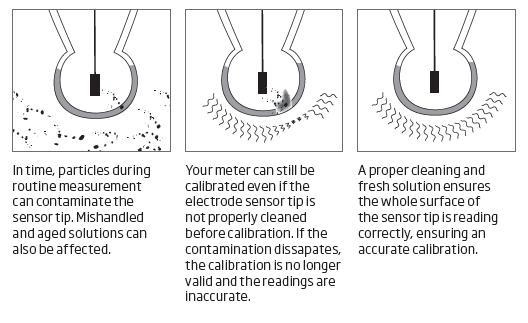 In time, particles during
routine measurement
can contaminate the
sensor tip. Mishandled
and aged solutions can
also be affected.
Your meter can still be
calibrated even if the
electrode sensor tip is
not properly cleaned
before calibration. If the
contamination dissapates,
the calibration is no longer
valid and the readings are
inaccurate.
A proper cleaning and
fresh solution ensures
the whole surface of
the sensor tip is reading
correctly, ensuring an
accurate calibration.